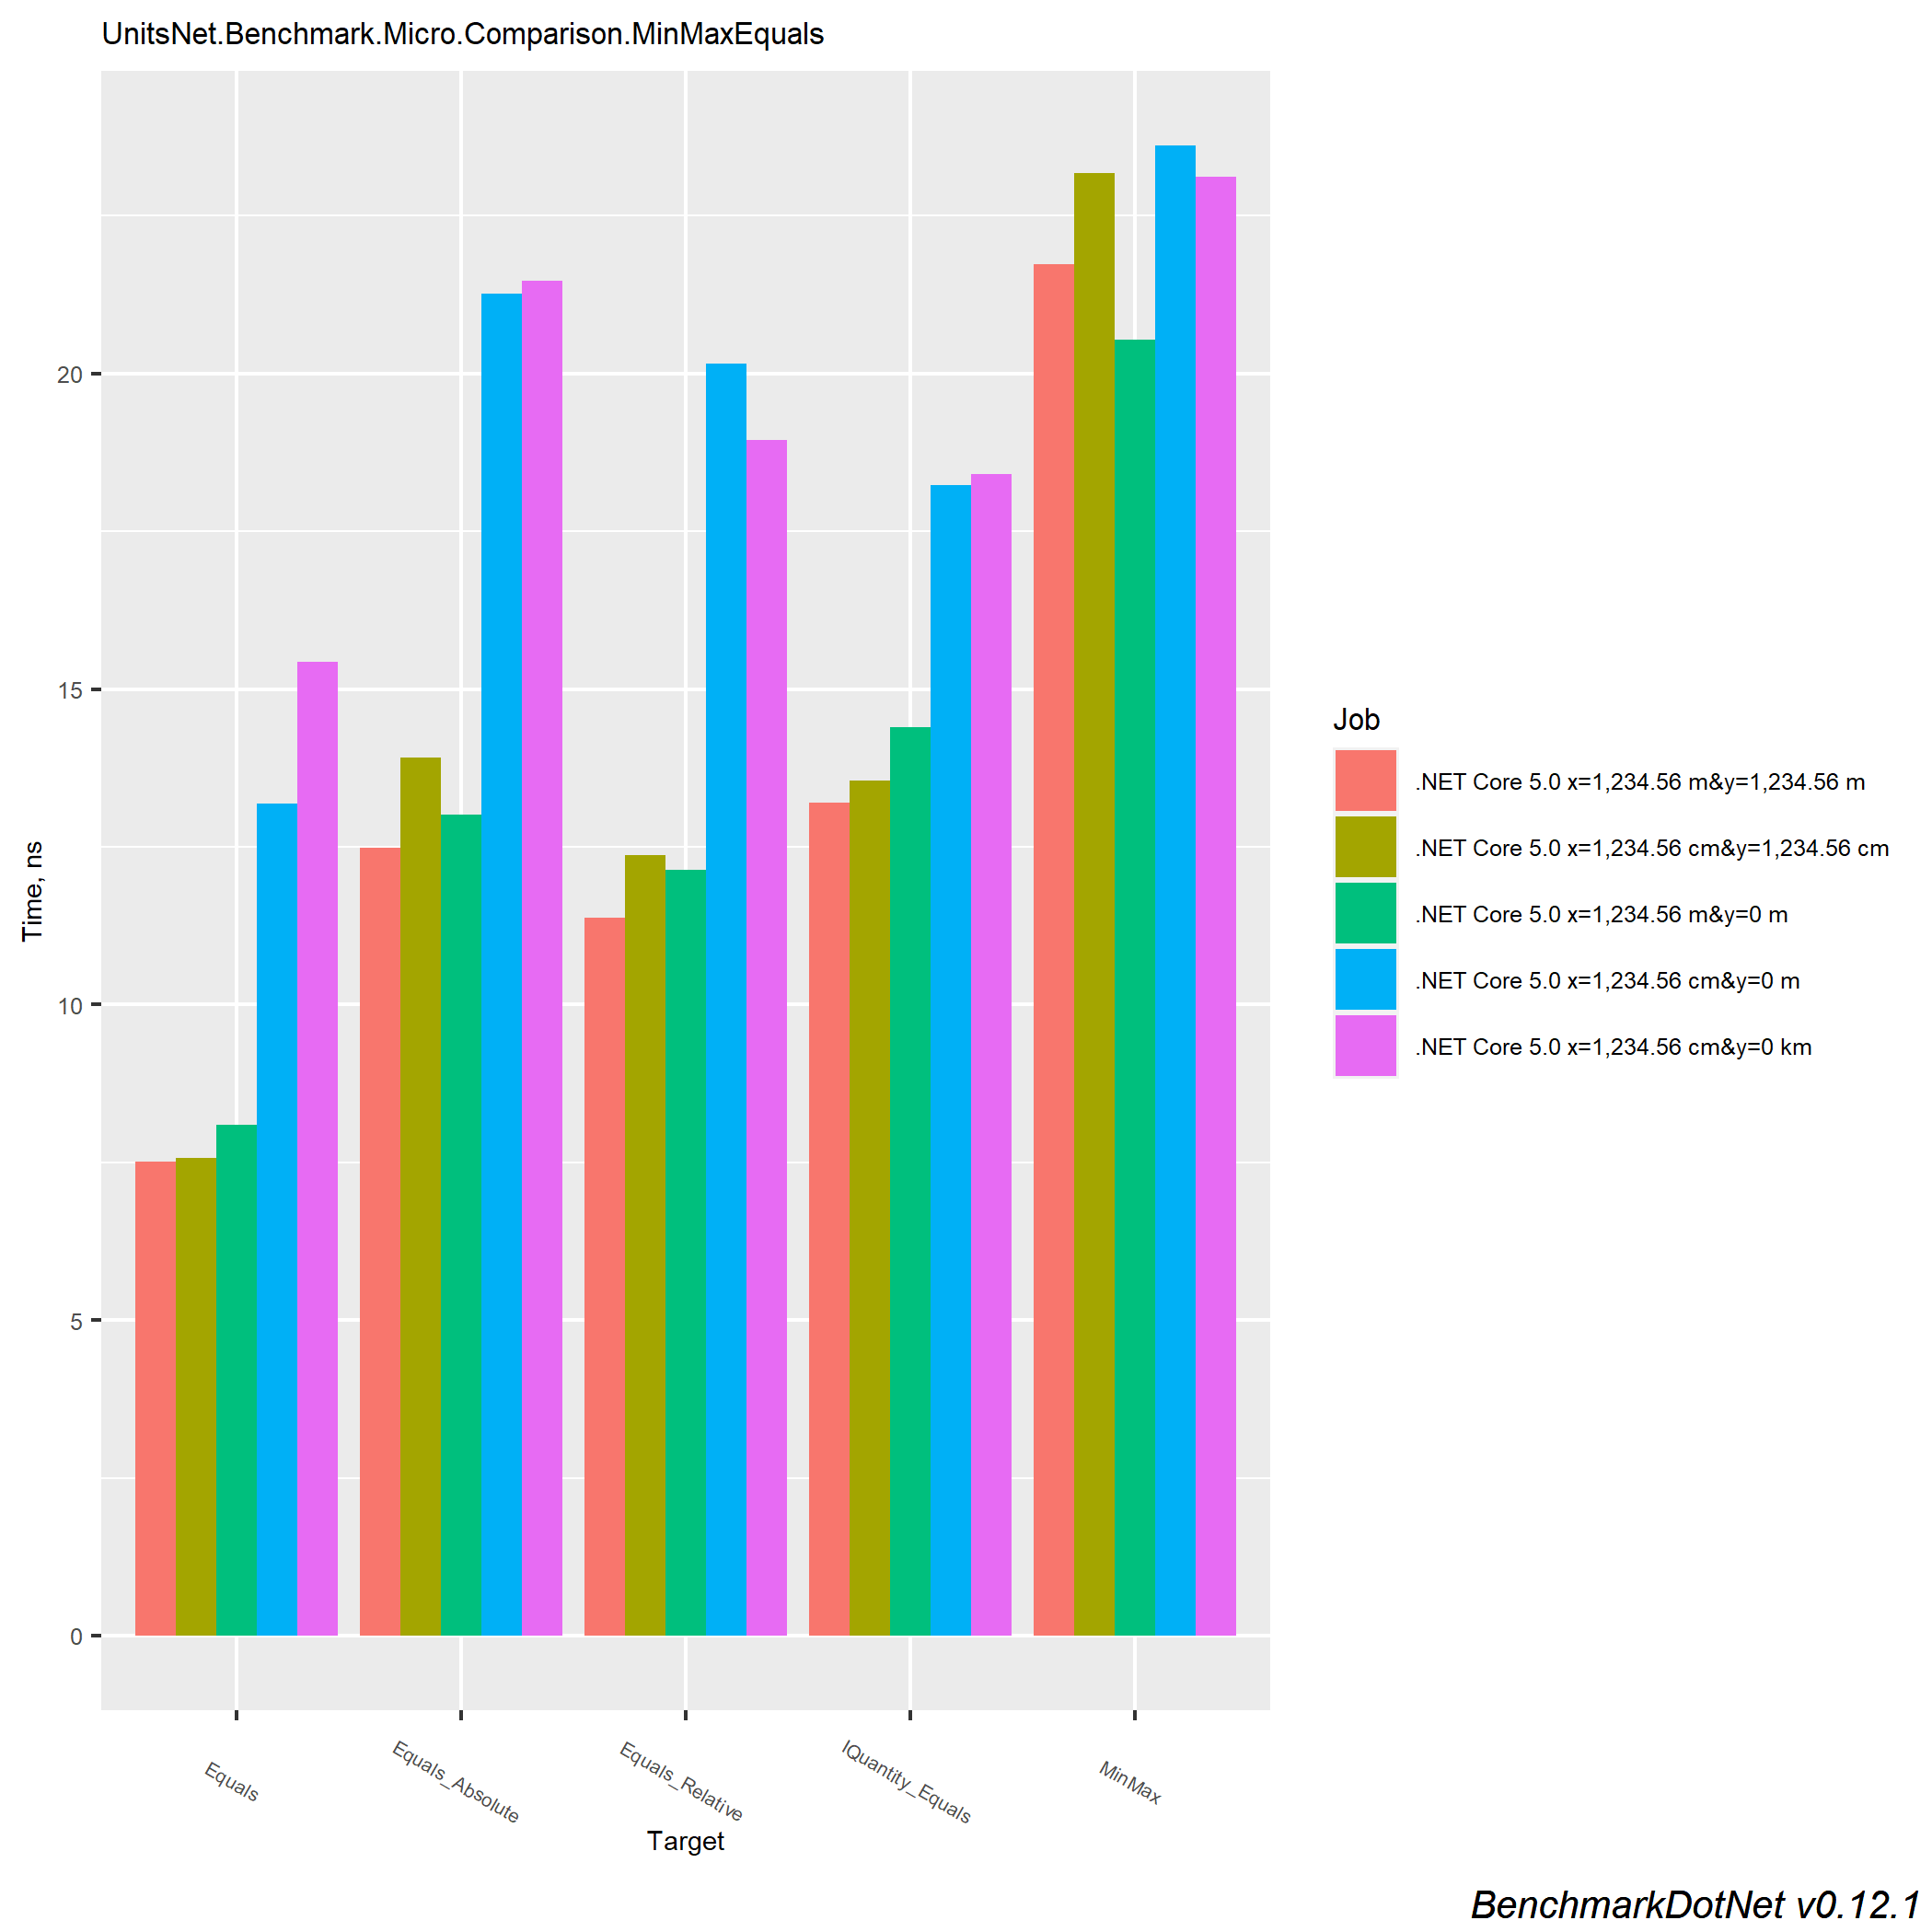 UnitsNet.Benchmark.Micro.Comparison.MinMaxEquals
20
15
10
5
0
Time, ns
Equals
Equals_Absolute
Equals_Relative
IQuantity_Equals
MinMax
Target
Job
.NET Core 5.0 x=1,234.56 m&y=1,234.56 m
.NET Core 5.0 x=1,234.56 cm&y=1,234.56 cm
.NET Core 5.0 x=1,234.56 m&y=0 m
.NET Core 5.0 x=1,234.56 cm&y=0 m
.NET Core 5.0 x=1,234.56 cm&y=0 km
BenchmarkDotNet v0.12.1